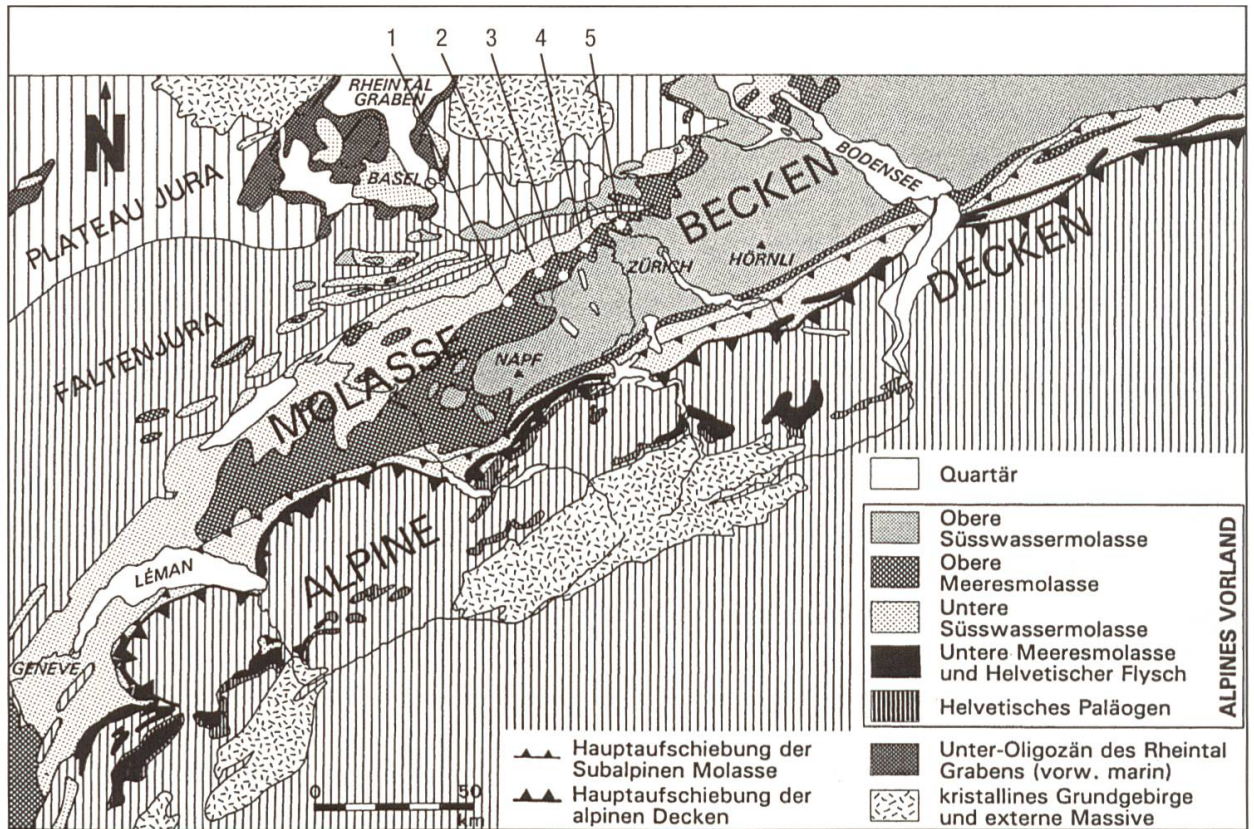 1 2 3 4 5
RHEINTAL
GRABEN
N
BASEL
PLATEAU JURA
BODENSEE
BECKEN
DECKEN
ZÜRICH
HÖRNLI
FALTENJURA
MOLASSE
NAPF
ALPINE
LÉMAN
GENEVE
Quartär
Obere
Süsswassermolasse
Obere
Meeresmolasse
Untere
Süsswassermolasse
Untere Meeresmolasse
und Helvetischer Flysch
Helvetisches Paläogen
ALPINES VORLAND
Hauptaufschiebung der
Subalpinen Molasse
Hauptaufschiebung der
alpinen Decken
0 50
km
Unter-Oligozän des Rheintal
Grabens (vorw. marin)
kristallines Grundgebirge
und externe Massive